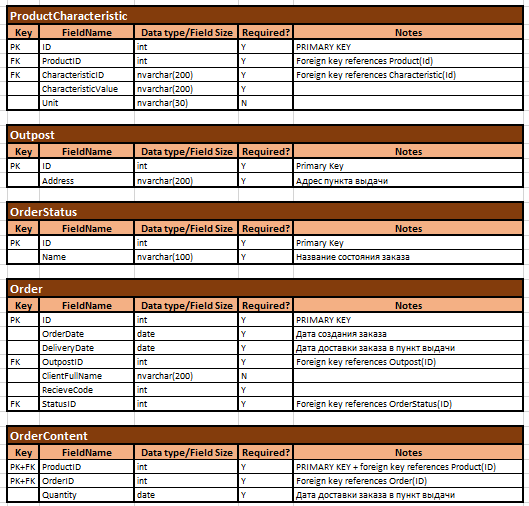 ProductCharacteristic
Key FieldName Data type/Field Size Required? Notes
PK ID int Y PRIMARY KEY
FK ProductID int Y Foreign key references Product(Id)
FK CharacteristicID nvarchar(200) Y Foreign key references Characteristic(Id)
CharacteristicValue nvarchar(200) Y
Unit nvarchar(30) N
Outpost
Key FieldName Data type/Field Size Required? Notes
PK ID int Y Primary Key
Address nvarchar(200) Y Адрес пункта выдачи
OrderStatus
Key FieldName Data type/Field Size Required? Notes
PK ID int Y Primary Key
Name nvarchar(100) Y Название состояния заказа
Order
Key FieldName Data type/Field Size Required? Notes
PK ID int Y PRIMARY KEY
OrderDate date Y Дата создания заказа
DeliveryDate date Y Дата доставки заказа в пункт выдачи
FK OutpostID int Y Foreign key references Outpost(ID)
ClientFullName nvarchar(200) N
RecieveCode int Y
FK StatusID int Y Foreign key references OrderStatus(ID)
OrderContent
Key FieldName Data type/Field Size Required? Notes
PK+FK ProductID int Y PRIMARY KEY + foreign key references Product(ID)
PK+FK OrderID int Y Foreign key references Order(ID)
Quantity date Y Дата доставки заказа в пункт выдачи